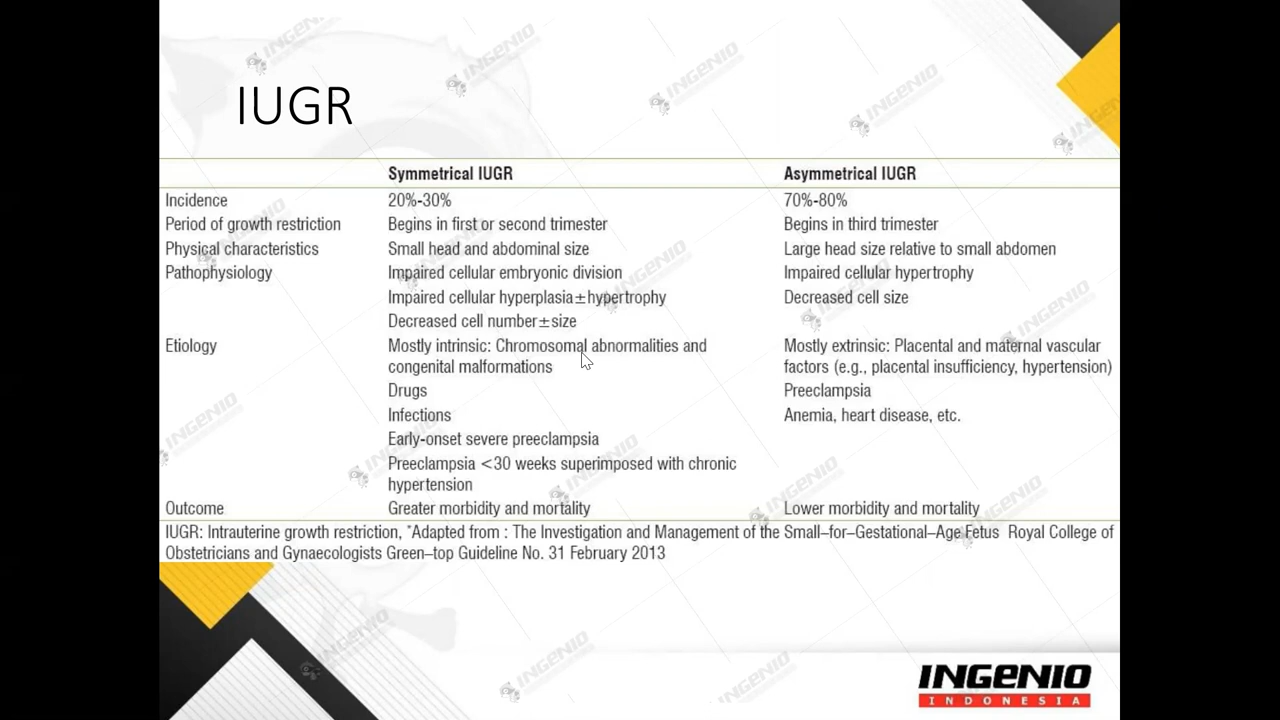 IUGR
Symmetrical IUGR Asymmetrical IUGR
Incidence 20%-30% 70%-80%
Period of growth restriction Begins in first or second trimester Begins in third trimester
Physical characteristics Small head and abdominal size Large head size relative to small abdomen
Pathophysiology Impaired cellular embryonic division Impaired cellular hypertrophy
Impaired cellular hyperplasia±hypertrophy Decreased cell size
Decreased cell number±size
Etiology Mostly intrinsic: Chromosomal abnormalities and Mostly extrinsic: Placental and maternal vascular
congenital malformations factors (e.g., placental insufficiency, hypertension)
Drugs Preeclampsia
Infections Anemia, heart disease, etc.
Early-onset severe preeclampsia
Preeclampsia <30 weeks superimposed with chronic
hypertension
Outcome Greater morbidity and mortality Lower morbidity and mortality
IUGR: Intrauterine growth restriction, *Adapted from : The Investigation and Management of the Small–for–Gestational–Age Fetus Royal College of
Obstetricians and Gynaecologists Green–top Guideline No. 31 February 2013
INGENIO
INDONESIA